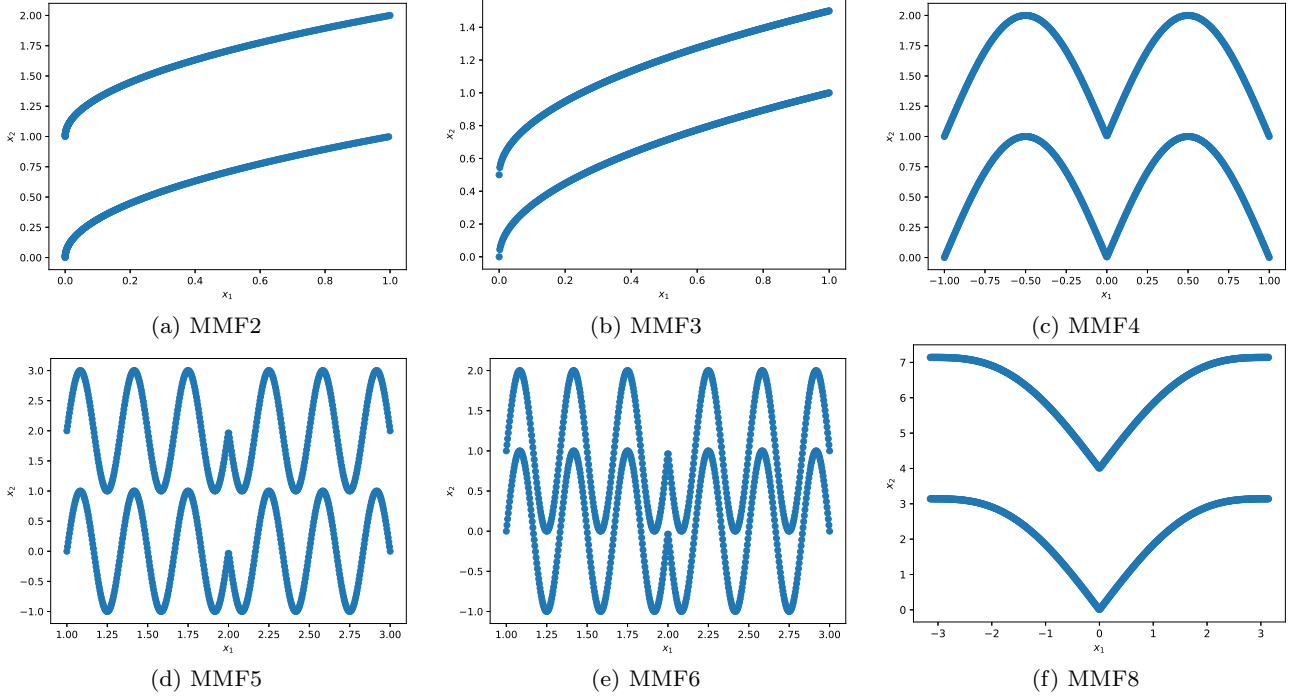 2.00
1.75
1.50
1.25
1.00
0.75
0.50
0.25
0.00
x₂
0.0 0.2 0.4 0.6 0.8 1.0
x₁
(a) MMF2
1.4
1.2
1.0
0.8
0.6
0.4
0.2
0.0
x₂
0.0 0.2 0.4 0.6 0.8 1.0
x₁
(b) MMF3
2.00
1.75
1.50
1.25
1.00
0.75
0.50
0.25
0.00
x₂
−1.00 −0.75 −0.50 −0.25 0.00 0.25 0.50 0.75 1.00
x₁
(c) MMF4
3.0
2.5
2.0
1.5
1.0
0.5
0.0
−0.5
−1.0
x₂
1.00 1.25 1.50 1.75 2.00 2.25 2.50 2.75 3.00
x₁
(d) MMF5
2.0
1.5
1.0
0.5
0.0
−0.5
−1.0
x₂
1.00 1.25 1.50 1.75 2.00 2.25 2.50 2.75 3.00
x₁
(e) MMF6
7
6
5
4
3
2
1
0
x₂
−3 −2 −1 0 1 2 3
x₁
(f) MMF8